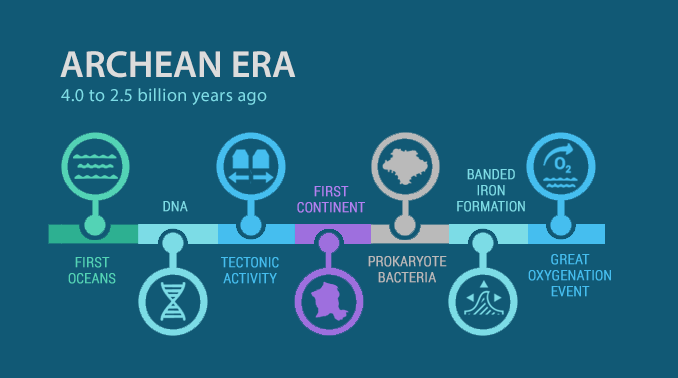 ARCHEAN ERA
4.0 to 2.5 billion years ago
FIRST
OCEANS
DNA
TECTONIC
ACTIVITY
FIRST
CONTINENT
PROKARYOTE
BACTERIA
BANDED
IRON
FORMATION
O₂
GREAT
OXYGENATION
EVENT